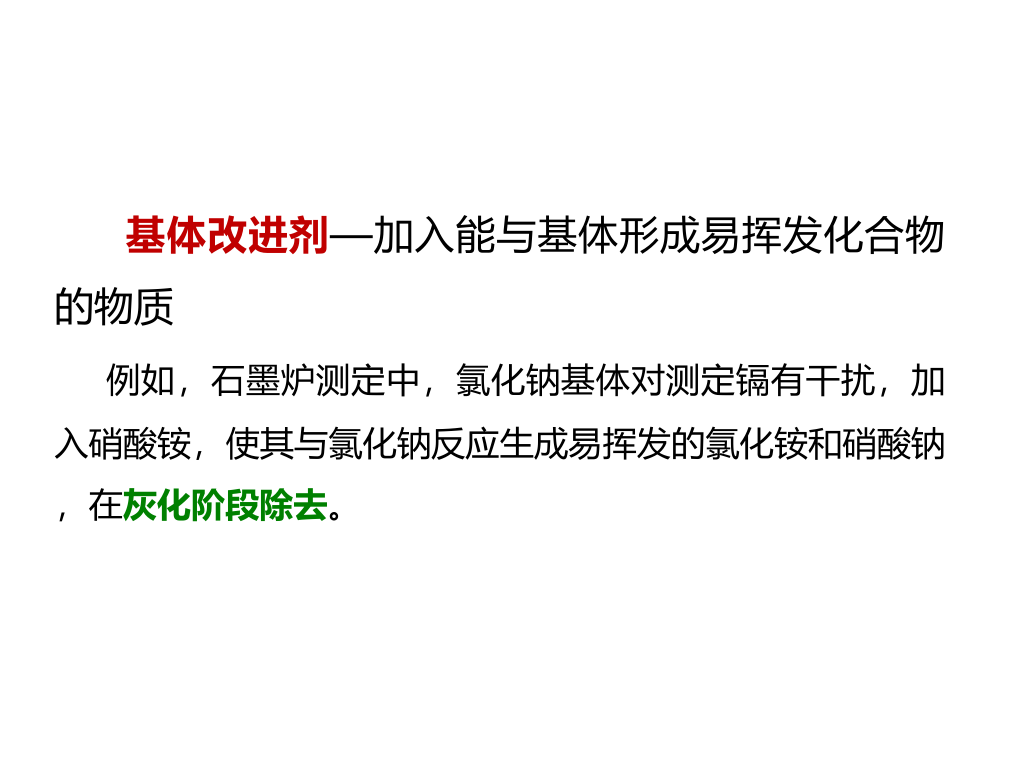 基体改进剂—加入能与基体形成易挥发化合物
的物质
例如，石墨炉测定中，氯化钠基体对测定镉有干扰，加
入硝酸铵，使其与氯化钠反应生成易挥发的氯化铵和硝酸钠
，在灰化阶段除去。